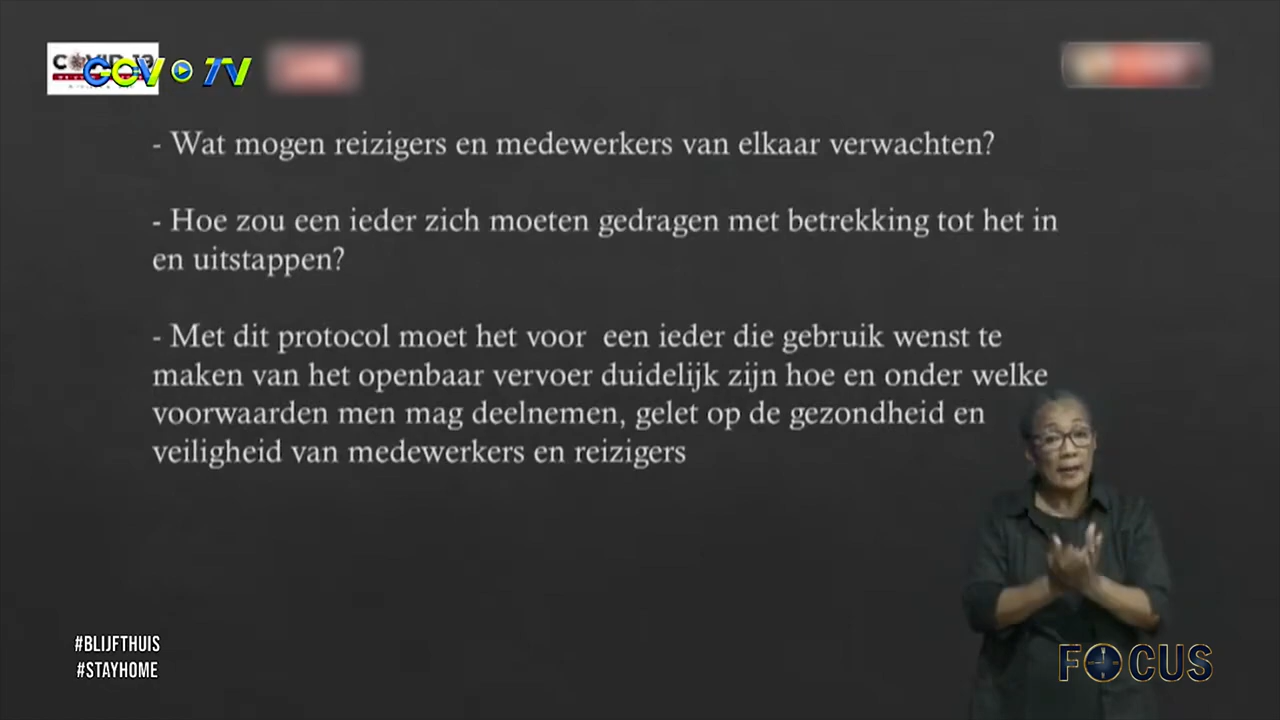 COVID-19
GOV TV
- Wat mogen reizigers en medewerkers van elkaar verwachten?
- Hoe zou een ieder zich moeten gedragen met betrekking tot het in
en uitstappen?
- Met dit protocol moet het voor een ieder die gebruik wenst te
maken van het openbaar vervoer duidelijk zijn hoe en onder welke
voorwaarden men mag deelnemen, gelet op de gezondheid en
veiligheid van medewerkers en reizigers
#BLIJFTHUIS
#STAYHOME
FOCUS